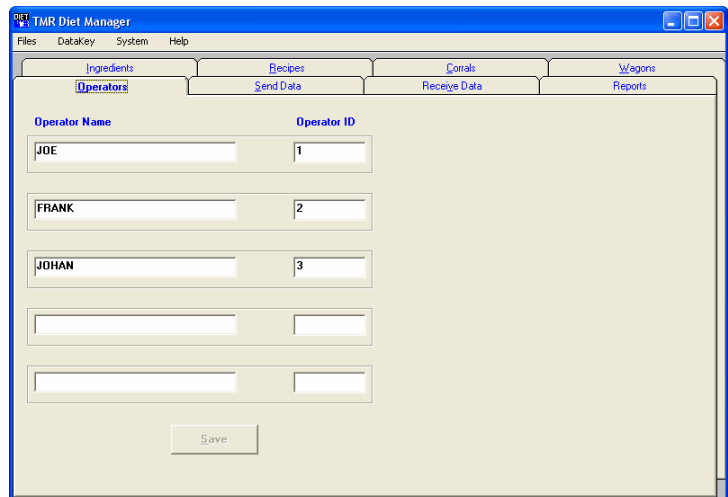 DIET
TMR Diet Manager
Files DataKey System Help
Ingredients Recipes Corrals Wagons
Operators Send Data Receive Data Reports
Operator Name Operator ID
JOE 1
FRANK 2
JOHAN 3
Save